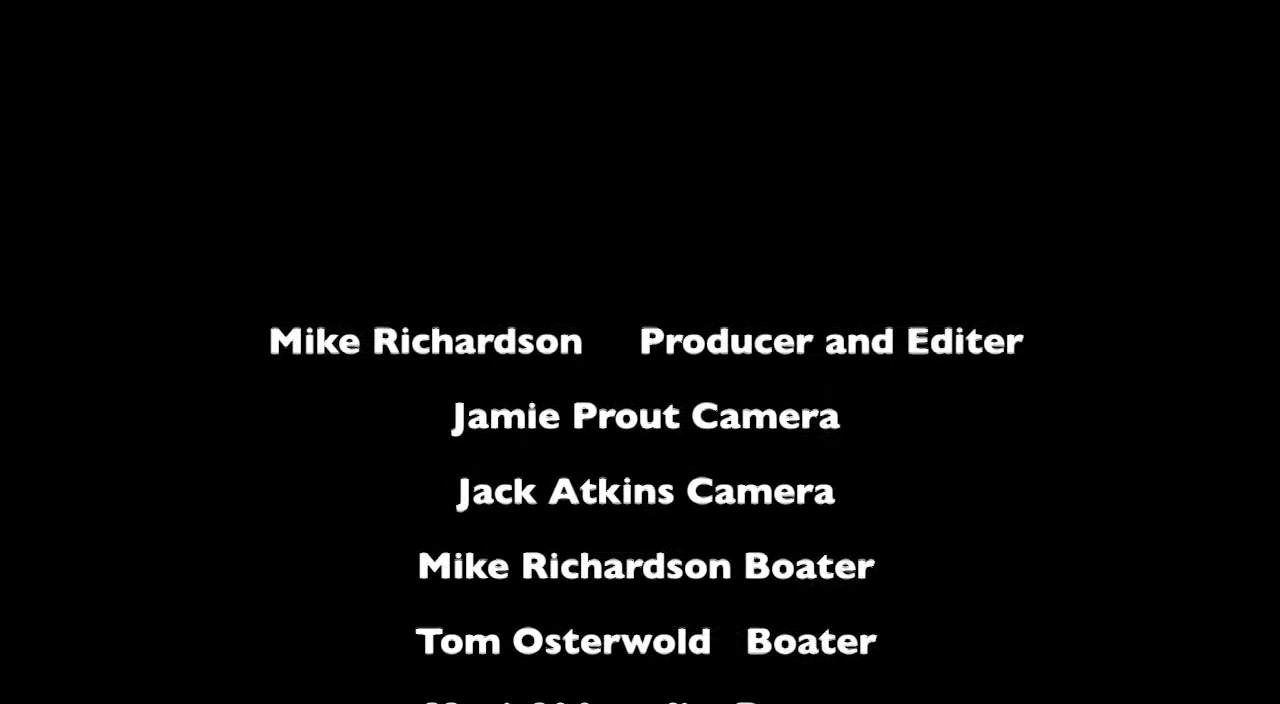 Mike Richardson Producer and Editer
Jamie Prout Camera
Jack Atkins Camera
Mike Richardson Boater
Tom Osterwold Boater